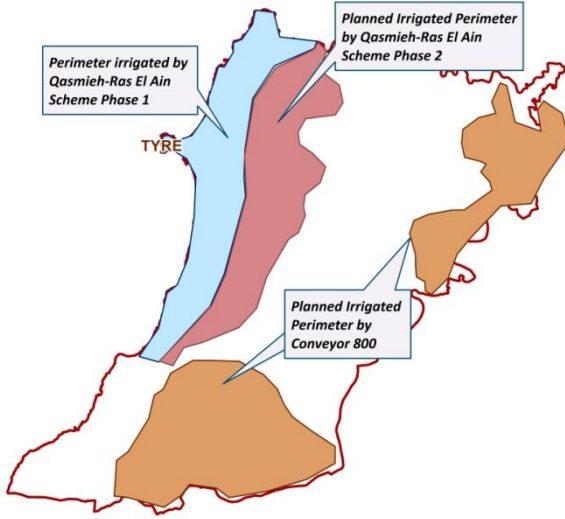 Planned Irrigated Perimeter
by Qasmieh-Ras El Ain
Scheme Phase 2
Perimeter irrigated by
Qasmieh-Ras El Ain
Scheme Phase 1
TYRE
Planned Irrigated
Perimeter by
Conveyor 800